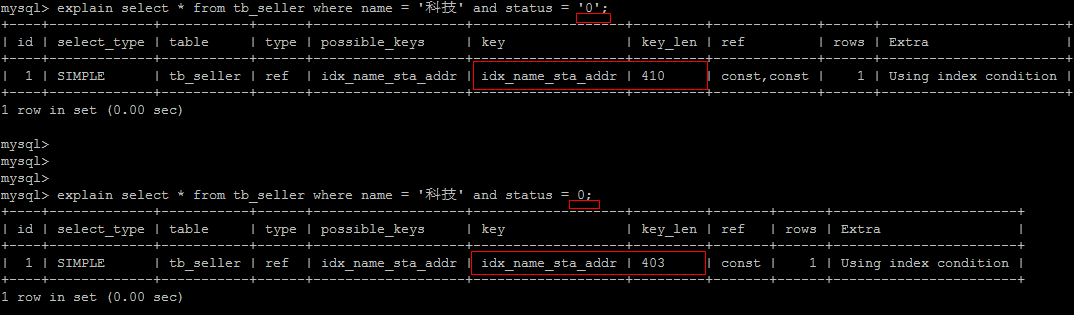 mysql> explain select * from tb_seller where name = '科技' and status = '0';
+----+-------------+-----------+------+-------------------+-------------------+---------+-------------+------+-----------------------+
| id | select_type | table     | type | possible_keys     | key               | key_len | ref         | rows | Extra                 |
+----+-------------+-----------+------+-------------------+-------------------+---------+-------------+------+-----------------------+
| 1 | SIMPLE      | tb_seller | ref  | idx_name_sta_addr | idx_name_sta_addr | 410     | const,const |    1 | Using index condition |
+----+-------------+-----------+------+-------------------+-------------------+---------+-------------+------+-----------------------+
1 row in set (0.00 sec)
mysql>
mysql>
mysql>
mysql> explain select * from tb_seller where name = '科技' and status = 0;
+----+-------------+-----------+------+-------------------+-------------------+---------+-------+------+-----------------------+
| id | select_type | table     | type | possible_keys     | key               | key_len | ref   | rows | Extra                 |
+----+-------------+-----------+------+-------------------+-------------------+---------+-------+------+-----------------------+
| 1 | SIMPLE      | tb_seller | ref  | idx_name_sta_addr | idx_name_sta_addr | 403     | const |    1 | Using index condition |
+----+-------------+-----------+------+-------------------+-------------------+---------+-------+------+-----------------------+
1 row in set (0.00 sec)